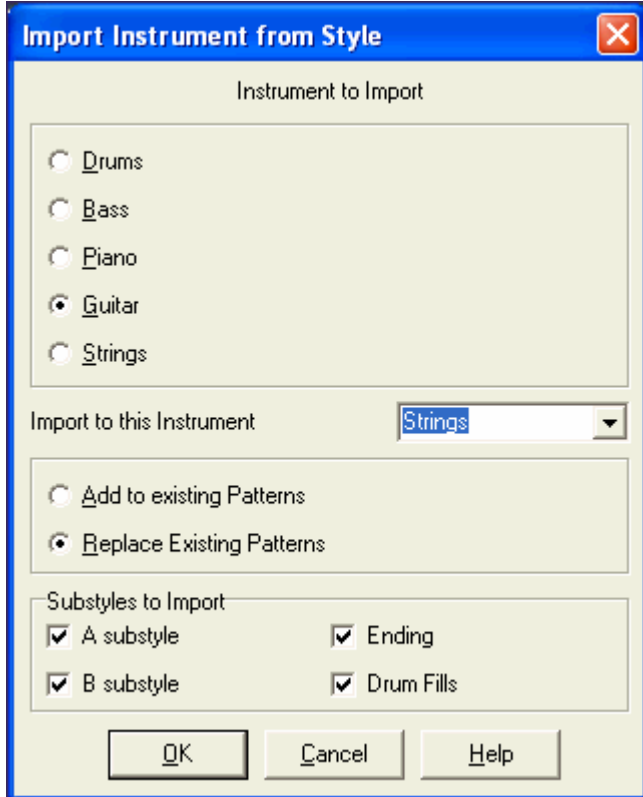 Import Instrument from Style
Instrument to Import
Drums
Bass
Piano
Guitar
Strings
Import to this Instrument Strings
Add to existing Patterns
Replace Existing Patterns
Substyles to Import
A substyle Ending
B substyle Drum Fills
OK Cancel Help